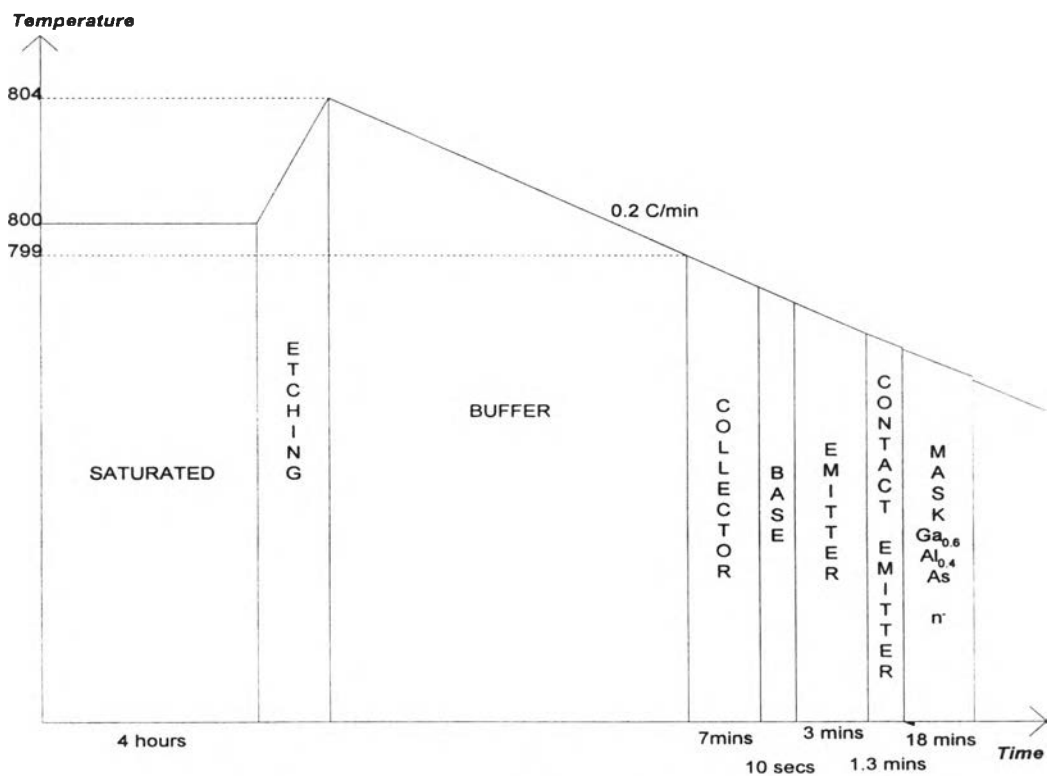 Temperature
804
800
799
0.2 C/min
SATURATED
ETCHING
BUFFER
COLLECTOR
BASE
EMITTER
CONTACT EMITTER
MASK
Ga0.6
Al0.4
As
n-
4 hours
7mins
10 secs
3 mins
1.3 mins
18 mins
Time